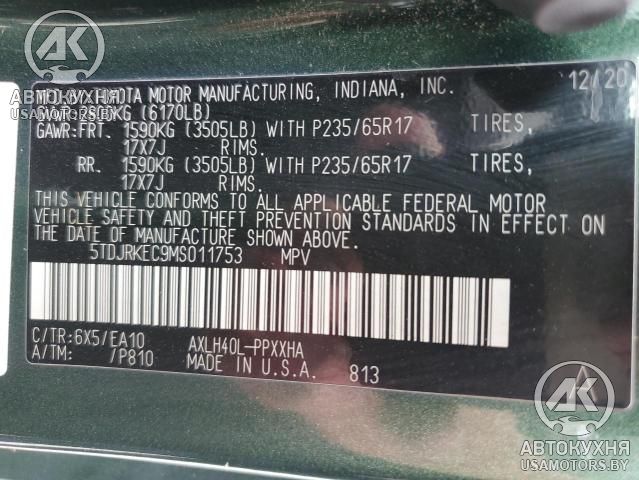 АК
АВТОКУХНЯ
USAMOTORS.BY
MOTOR MANUFACTURING, INDIANA, INC. 12/20
(6170LB)
GAWR:FRT. 1590KG (3505LB) WITH P235/65R17 TIRES,
17X7J RIMS.
RR. 1590KG (3505LB) WITH P235/65R17 TIRES,
17X7J RIMS.
THIS VEHICLE CONFORMS TO ALL APPLICABLE FEDERAL MOTOR
VEHICLE SAFETY AND THEFT PREVENTION STANDARDS IN EFFECT ON
THE DATE OF MANUFACTURE SHOWN ABOVE.
5TDJRKEC9MS011753 MPV
C/TR:6X5/EA10 AXLH40L-PPXXHA
A/TM: /P810 MADE IN U.S.A. 813
АК
АВТОКУХНЯ
USAMOTORS.BY